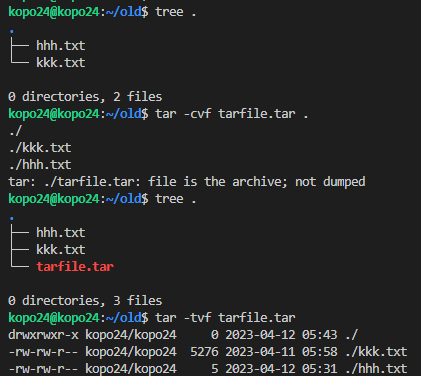 kopo24@kopo24:~/old$ tree .
.
├── hhh.txt
└── kkk.txt

0 directories, 2 files
kopo24@kopo24:~/old$ tar -cvf tarfile.tar .
./
./kkk.txt
./hhh.txt
tar: ./tarfile.tar: file is the archive; not dumped
kopo24@kopo24:~/old$ tree .
.
├── hhh.txt
├── kkk.txt
└── tarfile.tar

0 directories, 3 files
kopo24@kopo24:~/old$ tar -tvf tarfile.tar
drwxrwxr-x kopo24/kopo24     0 2023-04-12 05:43 ./
-rw-rw-r-- kopo24/kopo24  5276 2023-04-11 05:58 ./kkk.txt
-rw-rw-r-- kopo24/kopo24     5 2023-04-12 05:31 ./hhh.txt